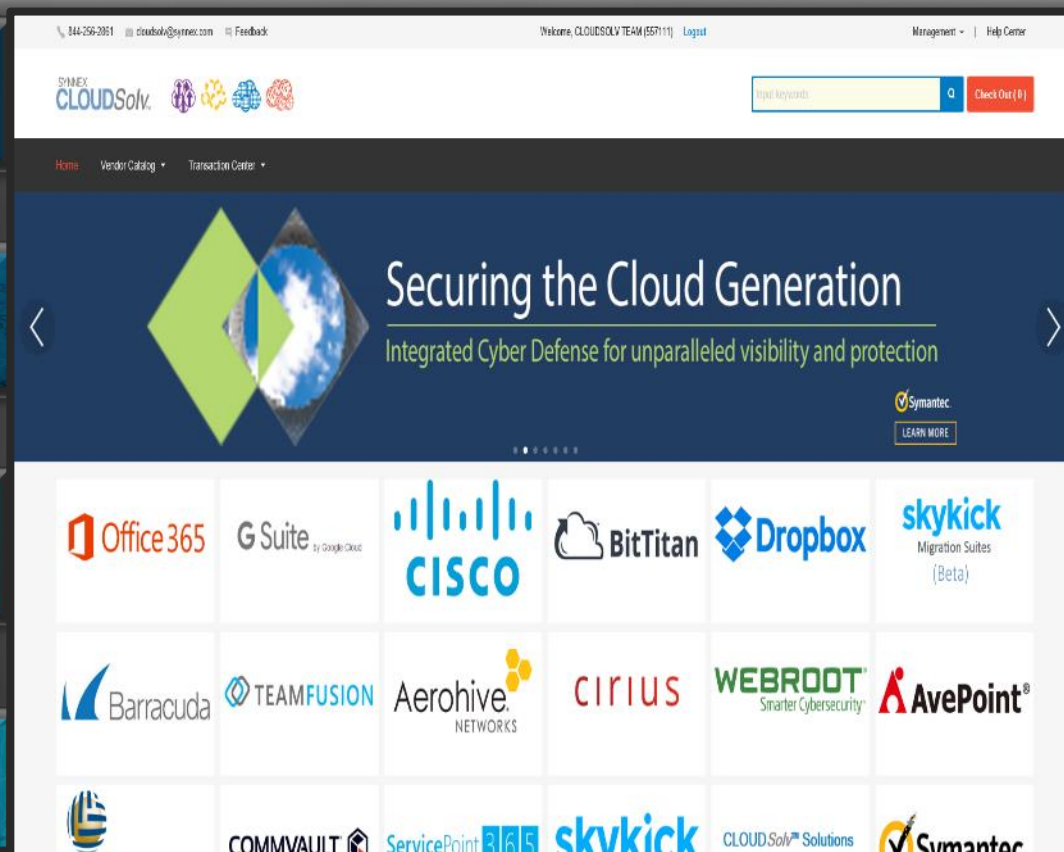 844-256-2861 cloudsolv@synnex.com Feedback Welcome, CLOUDSOLV TEAM (557111) Logout Management | Help Center
SYNNEX
CLOUDSolv.
Input keywords
Check Out ( 0 )
Home Vendor Catalog Transaction Center
Securing the Cloud Generation
Integrated Cyber Defense for unparalleled visibility and protection
Symantec.
LEARN MORE
Office 365
G Suite by Google Cloud
CISCO
BitTitan
Dropbox
skykick
Migration Suites
(Beta)
Barracuda
TEAMFUSION
Aerohive.
NETWORKS
cirius
WEBROOT®
Smarter Cybersecurity™
AvePoint®
COMMVAULT
ServicePoint 365
skykick
CLOUDSolv™ Solutions
Symantec